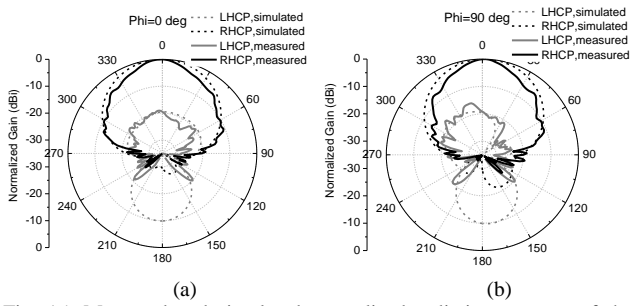 Phi=0 deg
LHCP,simulated
RHCP,simulated
LHCP,measured
RHCP,measured
0
330
300
60
270
90
240
120
210
150
180
Normalized Gain (dBi)
0
-10
-20
-30
-30
-20
-10
0
(a)
Phi=90 deg
LHCP,simulated
RHCP,simulated
LHCP,measured
RHCP,measured
0
330
300
60
270
90
240
120
210
150
180
Normalized Gain (dBi)
0
-10
-20
-30
-30
-20
-10
0
(b)